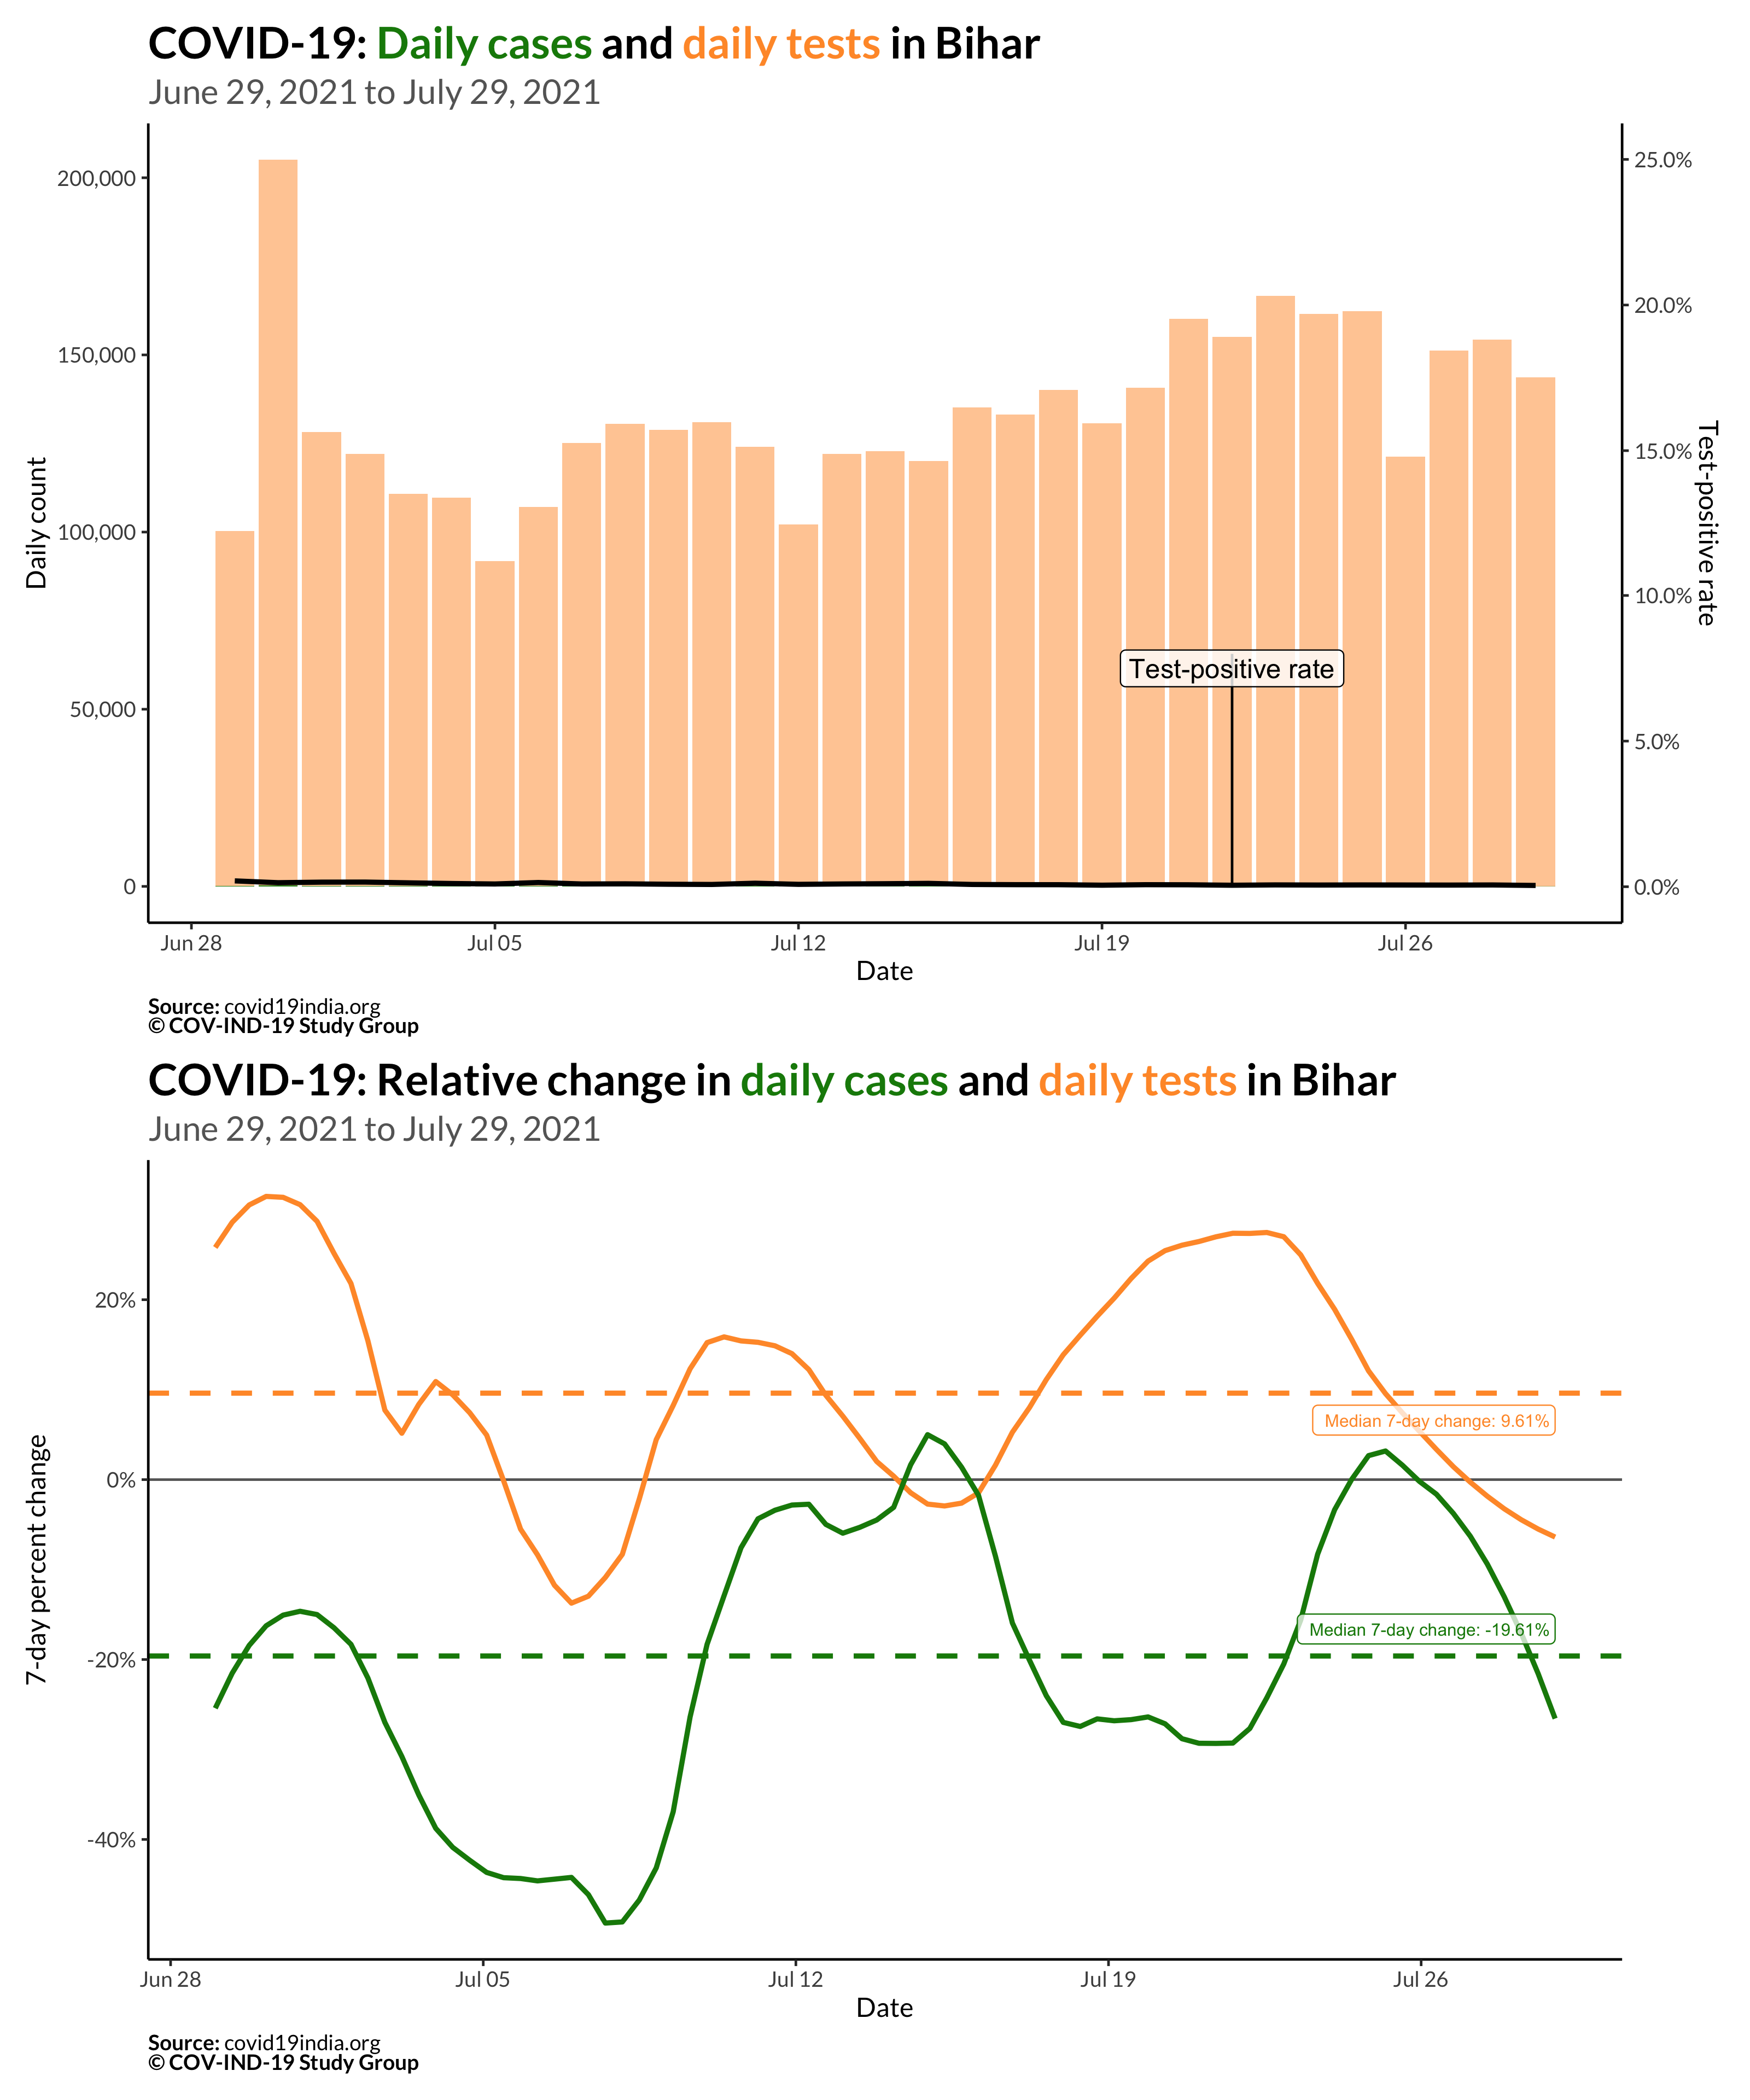 COVID-19: Daily cases and daily tests in Bihar
June 29, 2021 to July 29, 2021
200,000
150,000
100,000
50,000
0
Daily count
25.0%
20.0%
15.0%
10.0%
5.0%
0.0%
Test-positive rate
Test-positive rate
Jun 28
Jul 05
Jul 12
Jul 19
Jul 26
Date
Source: covid19india.org
© COV-IND-19 Study Group
COVID-19: Relative change in daily cases and daily tests in Bihar
June 29, 2021 to July 29, 2021
20%
0%
-20%
-40%
7-day percent change
Median 7-day change: 9.61%
Median 7-day change: -19.61%
Jun 28
Jul 05
Jul 12
Jul 19
Jul 26
Date
Source: covid19india.org
© COV-IND-19 Study Group